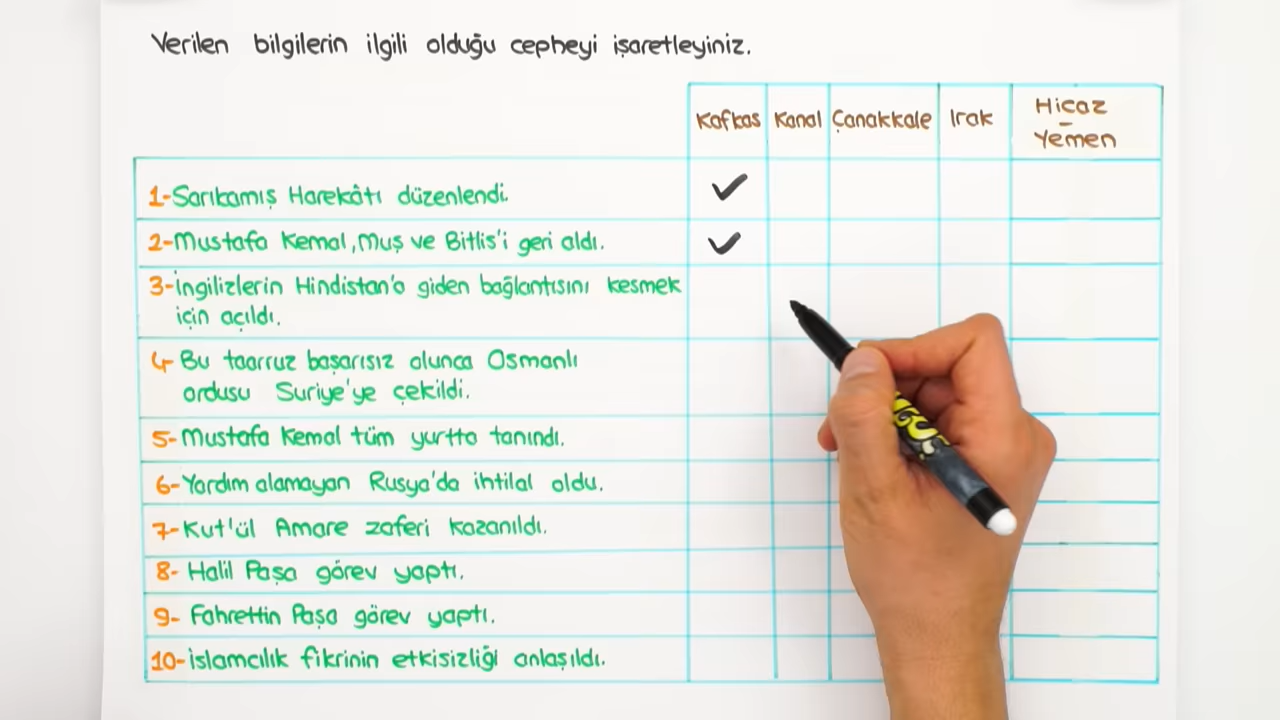 Verilen bilgilerin ilgili olduğu cepheyi işaretleyiniz.
Kafkas Kanal Çanakkale Irak Hicaz - Yemen
1-Sarıkamış Harekâtı düzenlendi.
2-Mustafa Kemal, Muş ve Bitlis'i geri aldı.
3-İngilizlerin Hindistan'a giden bağlantısını kesmek
için açıldı.
4- Bu taarruz başarısız olunca Osmanlı
ordusu Suriye'ye çekildi.
5-Mustafa Kemal tüm yurtta tanındı.
6-Yardım alamayan Rusya'da ihtilal oldu.
7-Kut'ül Amare zaferi kazanıldı.
8- Halil Paşa görev yaptı.
9- Fahrettin Paşa görev yaptı.
10-İslamcılık fikrinin etkisizliği anlaşıldı.